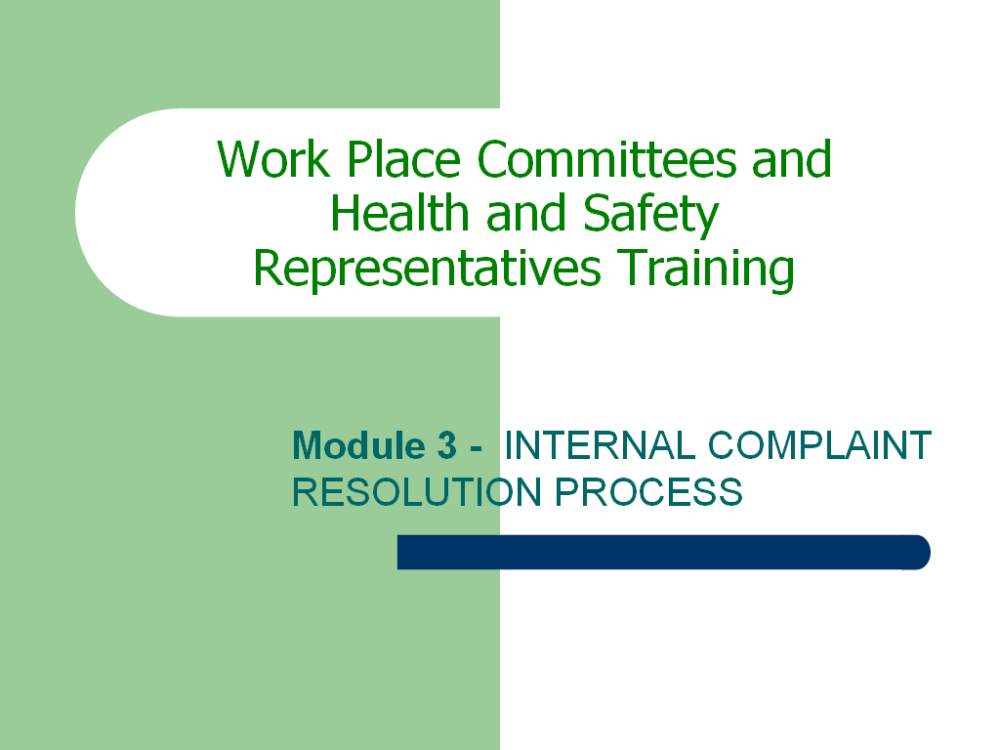 Work Place Committees and
Health and Safety
Representatives Training
Module 3 - INTERNAL COMPLAINT
RESOLUTION PROCESS